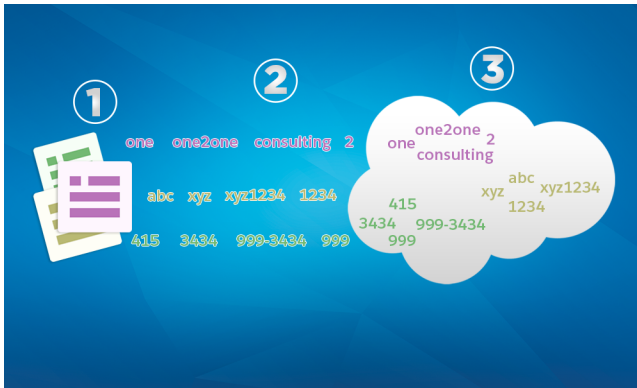 1
2
3
one one2one consulting 2
abc xyz xyz1234 1234
415 3434 999-3434 999
one2one
one 2
consulting
abc
xyz xyz1234
1234
415
3434 999-3434
999